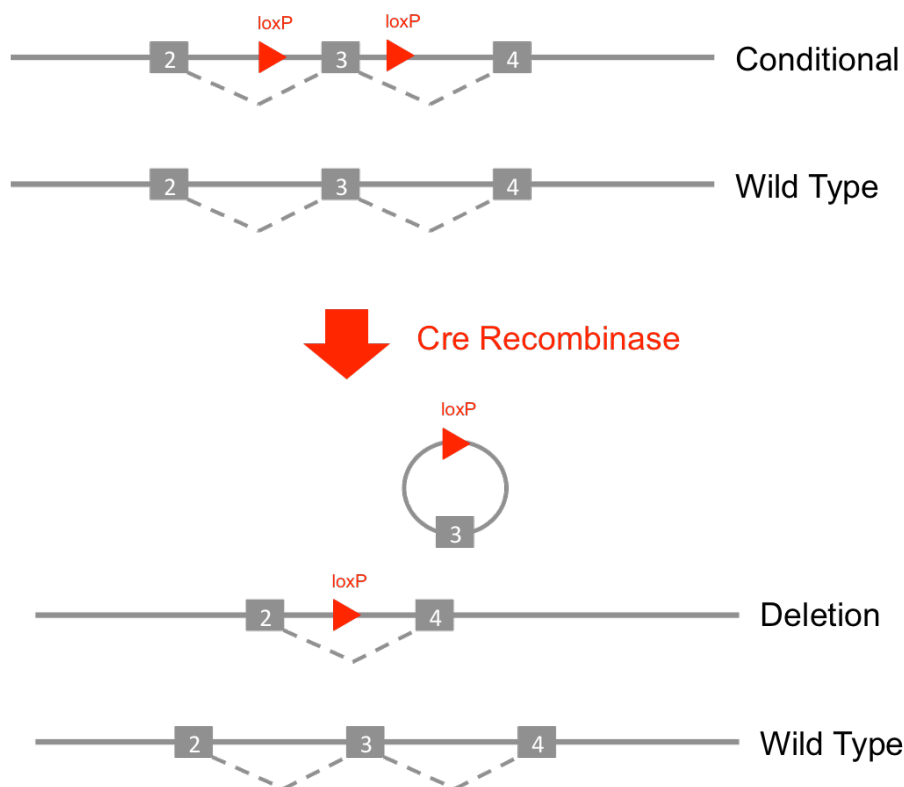 loxP loxP
2 3 4 Conditional
2 3 4 Wild Type
Cre Recombinase
loxP
3
loxP
2 4 Deletion
2 3 4 Wild Type